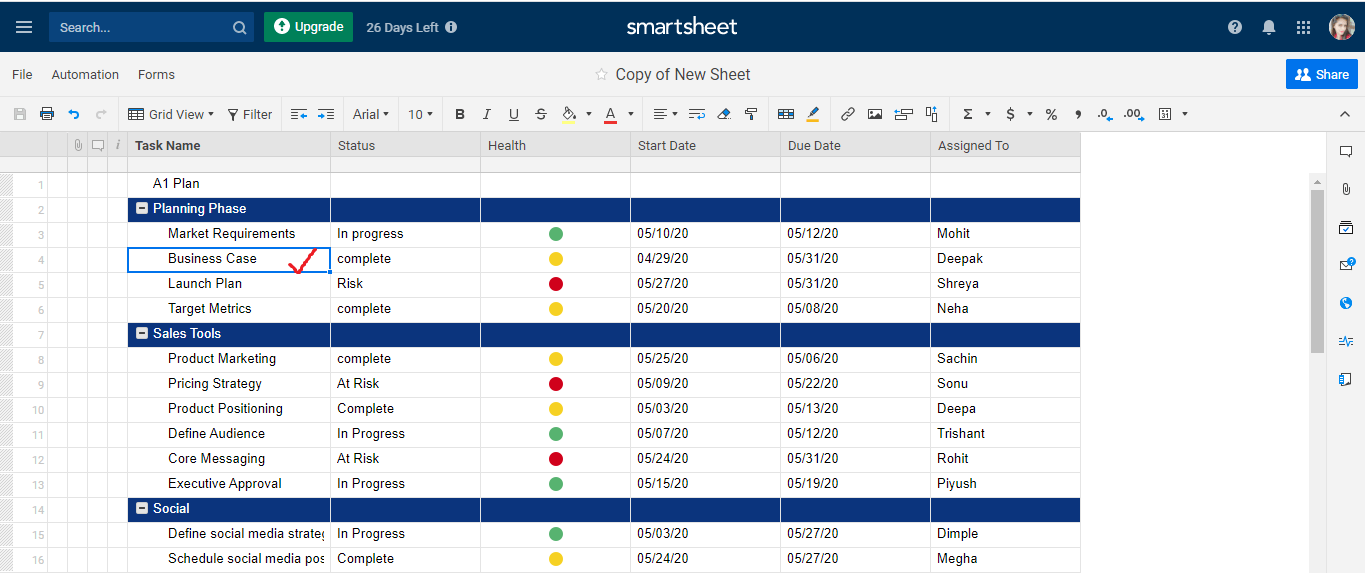 Search... Upgrade 26 Days Left smartsheet
File Automation Forms Copy of New Sheet Share
Grid View Filter Arial 10 B I U S A Σ $ % .0 .00 31
i Task Name Status Health Start Date Due Date Assigned To
1 A1 Plan
2 Planning Phase
3 Market Requirements In progress 05/10/20 05/12/20 Mohit
4 Business Case complete 04/29/20 05/31/20 Deepak
5 Launch Plan Risk 05/27/20 05/31/20 Shreya
6 Target Metrics complete 05/20/20 05/08/20 Neha
7 Sales Tools
8 Product Marketing complete 05/25/20 05/06/20 Sachin
9 Pricing Strategy At Risk 05/09/20 05/22/20 Sonu
10 Product Positioning Complete 05/03/20 05/13/20 Deepa
11 Define Audience In Progress 05/07/20 05/12/20 Trishant
12 Core Messaging At Risk 05/24/20 05/31/20 Rohit
13 Executive Approval In Progress 05/15/20 05/19/20 Piyush
14 Social
15 Define social media strateg In Progress 05/03/20 05/27/20 Dimple
16 Schedule social media pos Complete 05/24/20 05/27/20 Megha